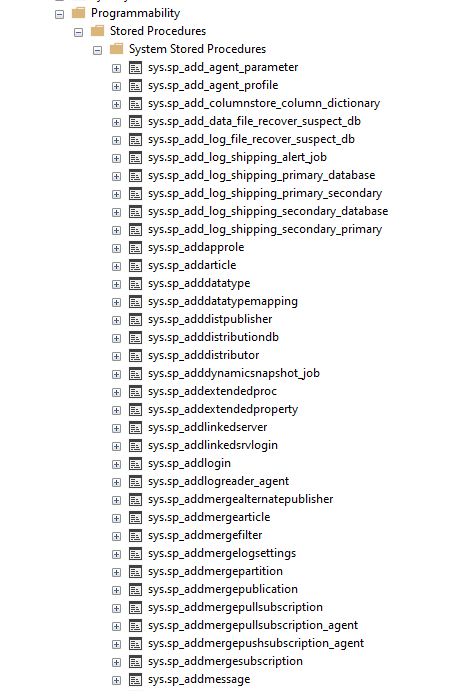 Programmability
Stored Procedures
System Stored Procedures
sys.sp_add_agent_parameter
sys.sp_add_agent_profile
sys.sp_add_columnstore_column_dictionary
sys.sp_add_data_file_recover_suspect_db
sys.sp_add_log_file_recover_suspect_db
sys.sp_add_log_shipping_alert_job
sys.sp_add_log_shipping_primary_database
sys.sp_add_log_shipping_primary_secondary
sys.sp_add_log_shipping_secondary_database
sys.sp_add_log_shipping_secondary_primary
sys.sp_addapprole
sys.sp_addarticle
sys.sp_adddatatype
sys.sp_adddatatypemapping
sys.sp_adddistpublisher
sys.sp_adddistributiondb
sys.sp_adddistributor
sys.sp_adddynamicsnapshot_job
sys.sp_addextendedproc
sys.sp_addextendedproperty
sys.sp_addlinkedserver
sys.sp_addlinkedsrvlogin
sys.sp_addlogin
sys.sp_addlogreader_agent
sys.sp_addmergealternatepublisher
sys.sp_addmergearticle
sys.sp_addmergefilter
sys.sp_addmergelogsettings
sys.sp_addmergepartition
sys.sp_addmergepublication
sys.sp_addmergepullsubscription
sys.sp_addmergepullsubscription_agent
sys.sp_addmergepushsubscription_agent
sys.sp_addmergesubscription
sys.sp_addmessage